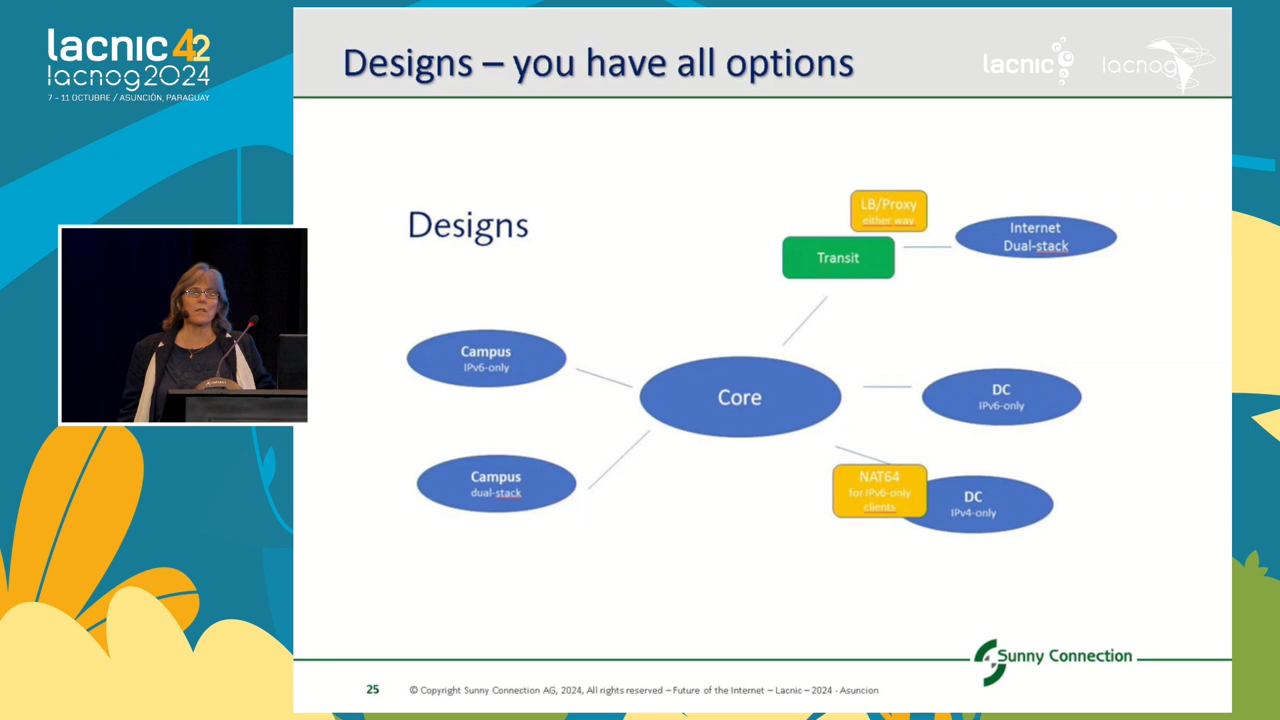 lacnic 42
lacnog2024
7 - 11 OCTUBRE / ASUNCIÓN, PARAGUAY
Designs – you have all options
lacnic
lacnog
Designs
LB/Proxy
either way
Transit
Internet
Dual-stack
Campus
IPv6-only
Core
DC
IPv6-only
Campus
dual-stack
NAT64
for IPv6-only
clients
DC
IPv4-only
Sunny Connection
25
© Copyright Sunny Connection AG, 2024, All rights reserved – Future of the Internet – Lacnic – 2024 - Asuncion